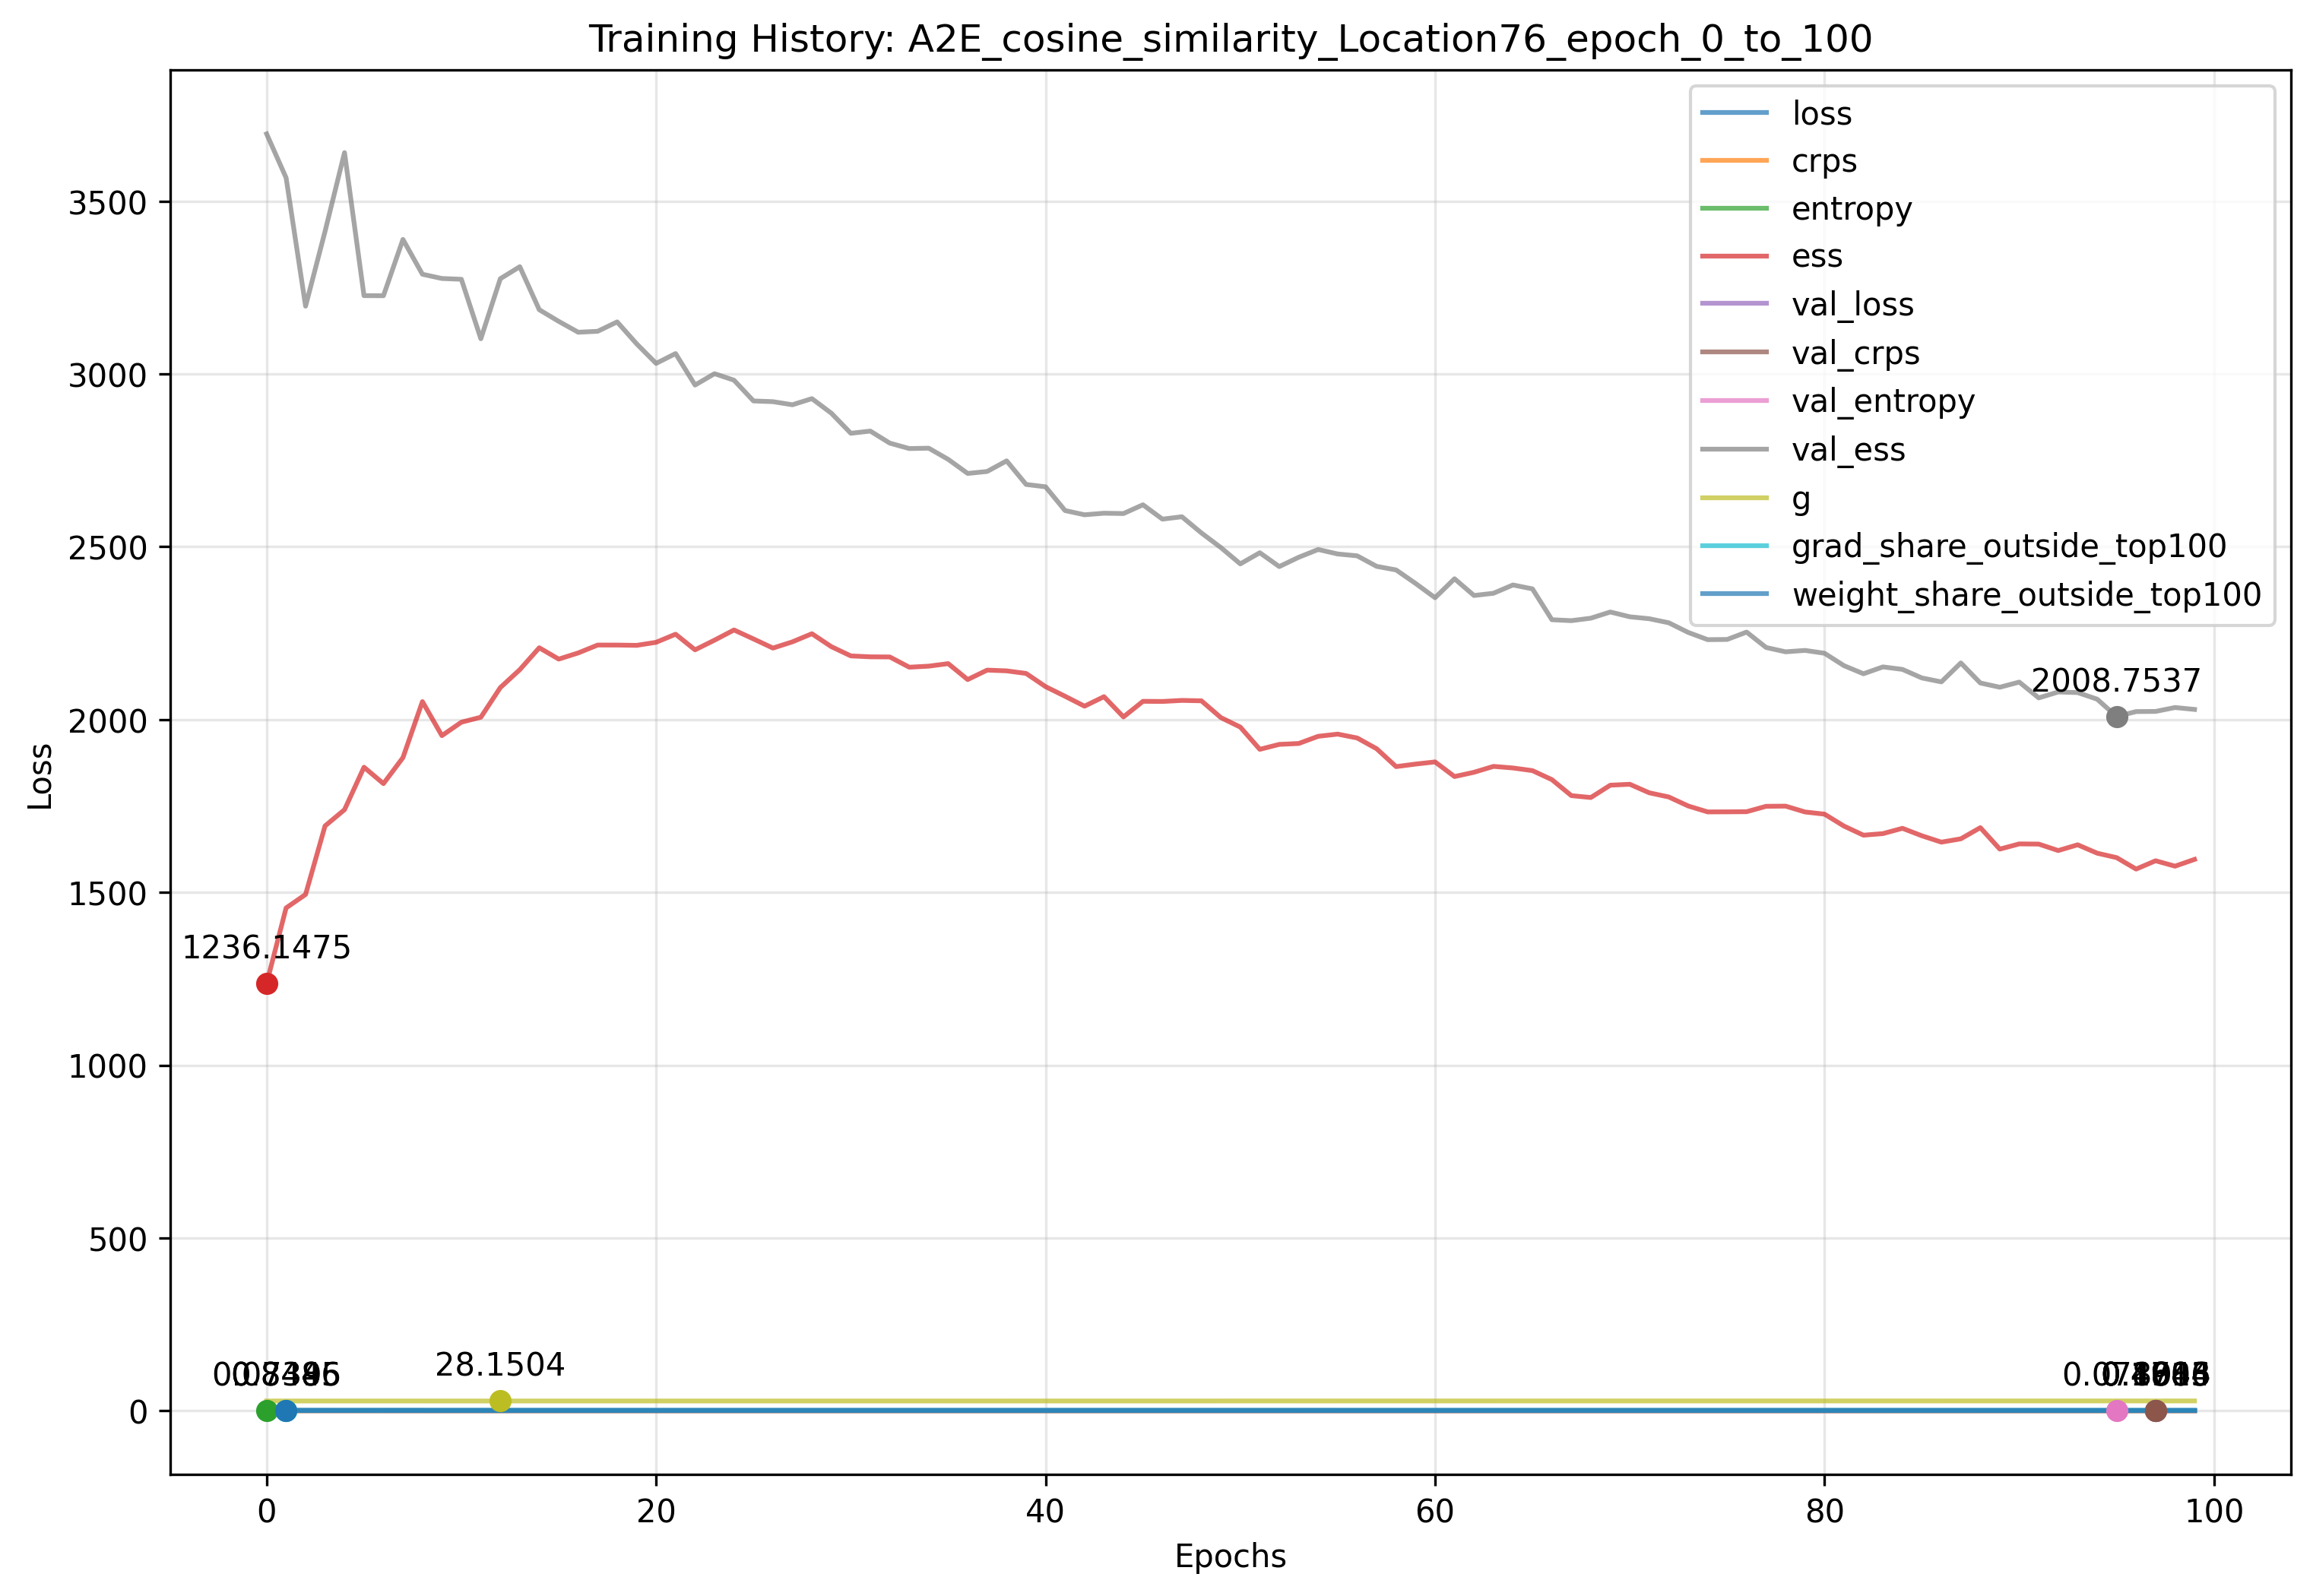 Training History: A2E_cosine_similarity_Location76_epoch_0_to_100
loss
crps
entropy
ess
val_loss
val_crps
val_entropy
val_ess
g
grad_share_outside_top100
weight_share_outside_top100
3500
3000
2500
2000
1500
1000
500
0
Loss
2008.7537
1236.1475
28.1504
0
20
40
60
80
100
Epochs